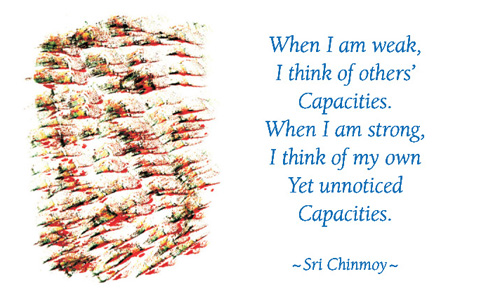 When I am weak,
I think of others’
Capacities.
When I am strong,
I think of my own
Yet unnoticed
Capacities.
~Sri Chinmoy~